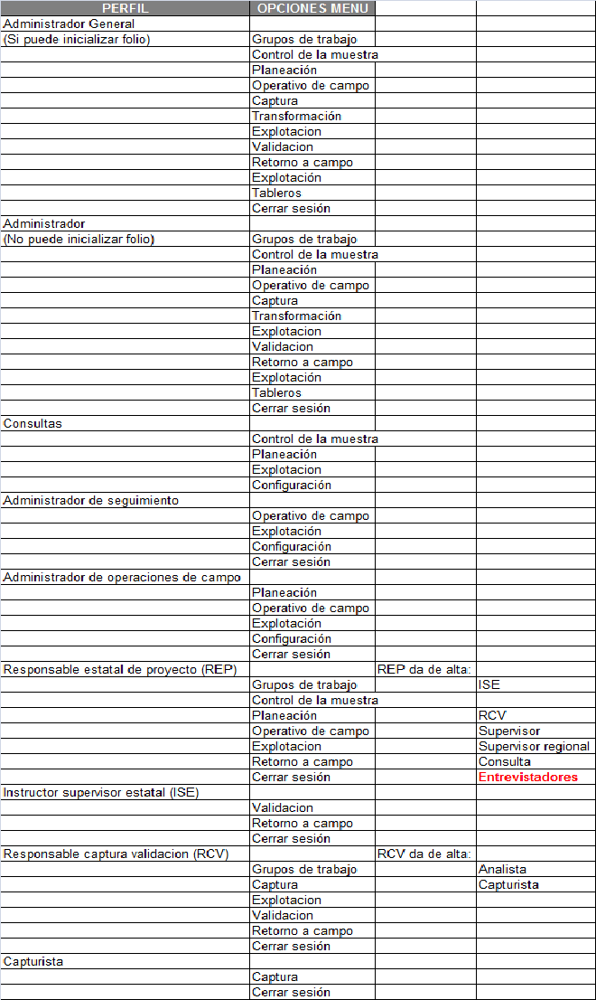 PERFIL OPCIONES MENU
Administrador General
(Si puede inicializar folio) Grupos de trabajo
Control de la muestra
Planeación
Operativo de campo
Captura
Transformación
Explotacion
Validacion
Retorno a campo
Explotación
Tableros
Cerrar sesión
Administrador
(No puede inicializar folio) Grupos de trabajo
Control de la muestra
Planeación
Operativo de campo
Captura
Transformación
Explotacion
Validacion
Retorno a campo
Explotación
Tableros
Cerrar sesión
Consultas
Control de la muestra
Planeación
Explotacion
Configuración
Administrador de seguimiento
Operativo de campo
Explotación
Configuración
Cerrar sesión
Administrador de operaciones de campo
Planeación
Operativo de campo
Explotación
Configuración
Cerrar sesión
Responsable estatal de proyecto (REP) REP da de alta:
Grupos de trabajo ISE
Control de la muestra
Planeación RCV
Operativo de campo Supervisor
Explotacion Supervisor regional
Retorno a campo Consulta
Cerrar sesión Entrevistadores
Instructor supervisor estatal (ISE)
Validacion
Retorno a campo
Cerrar sesión
Responsable captura validacion (RCV) RCV da de alta:
Grupos de trabajo Analista
Captura Capturista
Explotacion
Validacion
Retorno a campo
Cerrar sesión
Capturista
Captura
Cerrar sesión